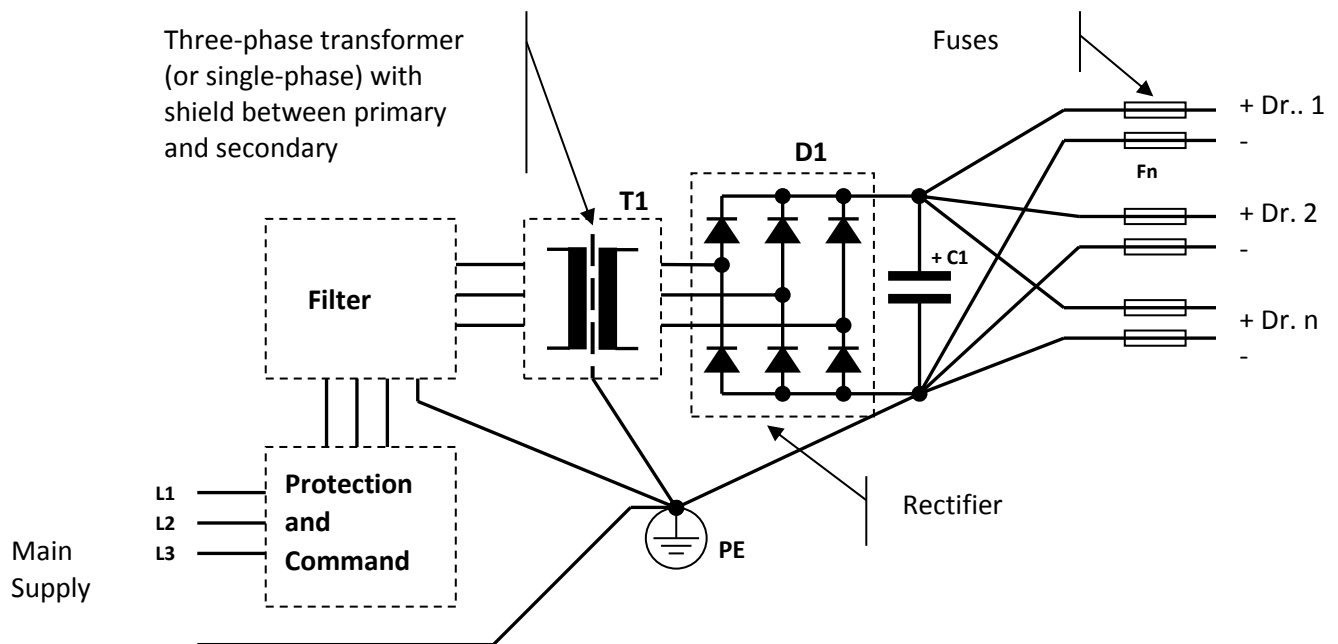 Three-phase transformer
(or single-phase) with
shield between primary
and secondary
Fuses
+ Dr.. 1
-
Fn
+ Dr. 2
-
+ Dr. n
-
D1
T1
+ C1
Filter
Rectifier
PE
Protection
and
Command
L1
L2
L3
Main
Supply